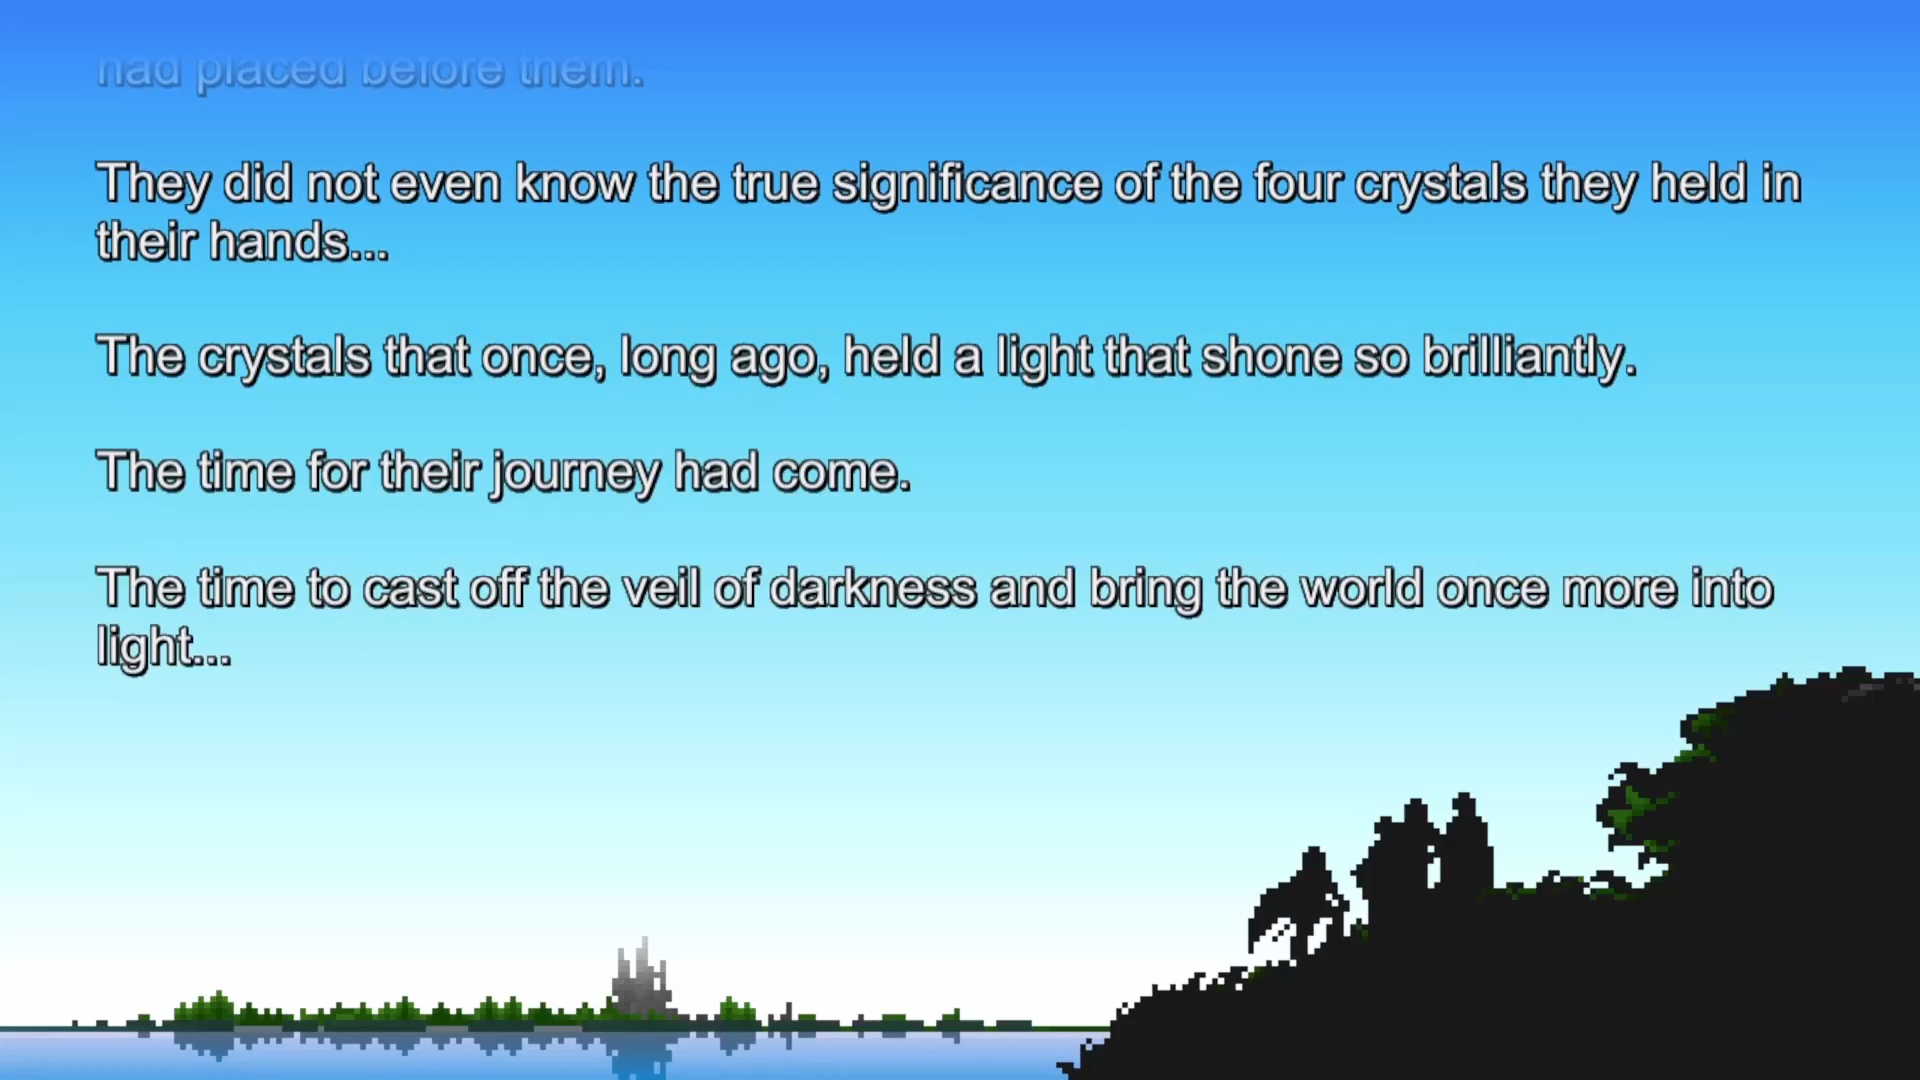 had placed before them.
They did not even know the true significance of the four crystals they held in
their hands...
The crystals that once, long ago, held a light that shone so brilliantly.
The time for their journey had come.
The time to cast off the veil of darkness and bring the world once more into
light...